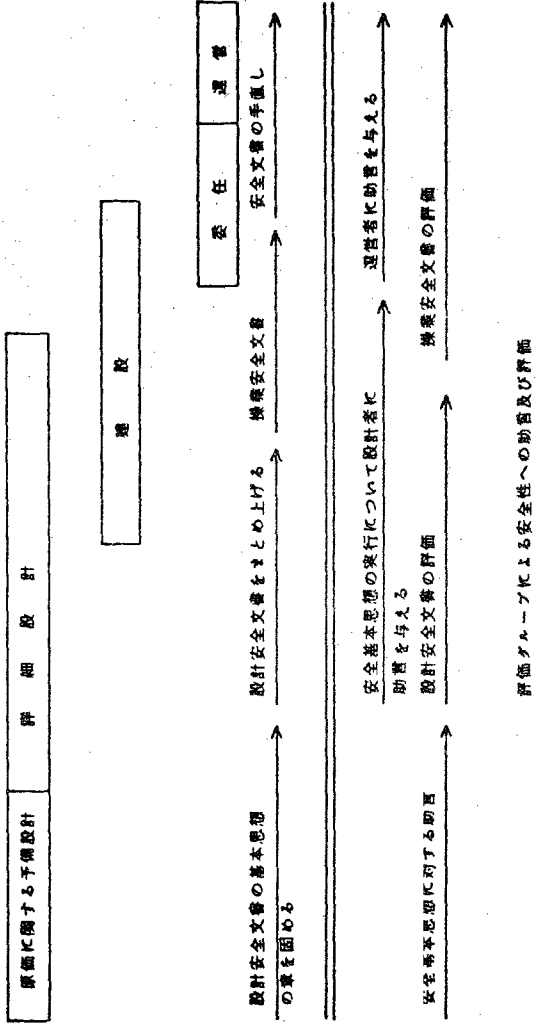 原価に関する予備設計
詳細設計
建設
委任
運営
設計安全文書の基本思想
の章を固める
設計安全文書をまとめ上げる
操業安全文書
安全文書の手直し
安全基本思想の実行について設計者に
助言を与える
運営者に助言を与える
安全基本思想に対する助言
設計安全文書の評価
操業安全文書の評価
評価グループによる安全性への助言及び評価